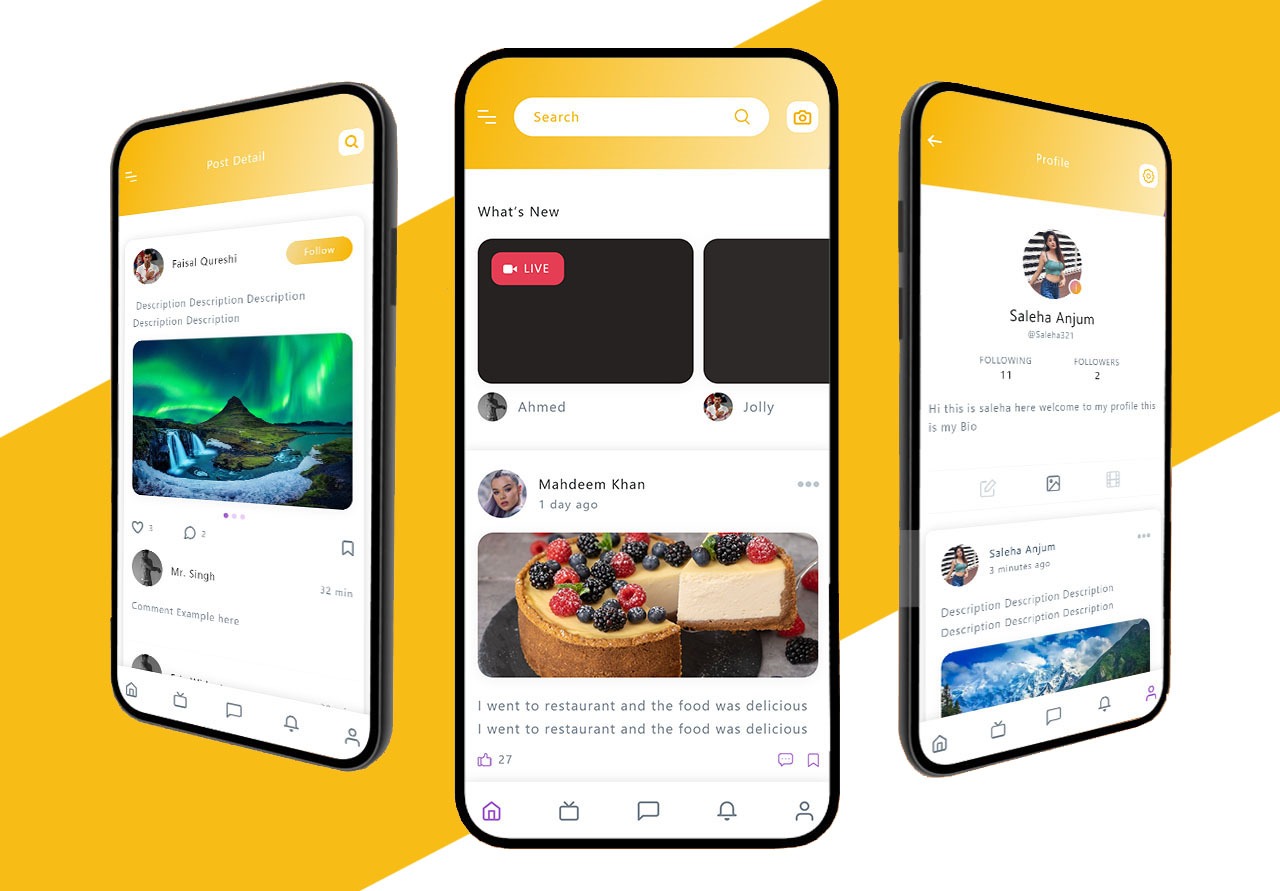 Post Detail
Faisal Qureshi
Follow
Description Description Description
Description Description
3
2
Mr. Singh
32 min
Comment Example here
Search
What's New
LIVE
Ahmed
Jolly
Mahdeem Khan
1 day ago
I went to restaurant and the food was delicious
I went to restaurant and the food was delicious
27
Profile
Saleha Anjum
@Saleha321
FOLLOWING
FOLLOWERS
11
2
Hi this is saleha here welcome to my profile this
is my Bio
Saleha Anjum
3 minutes ago
Description Description Description
Description Description Description